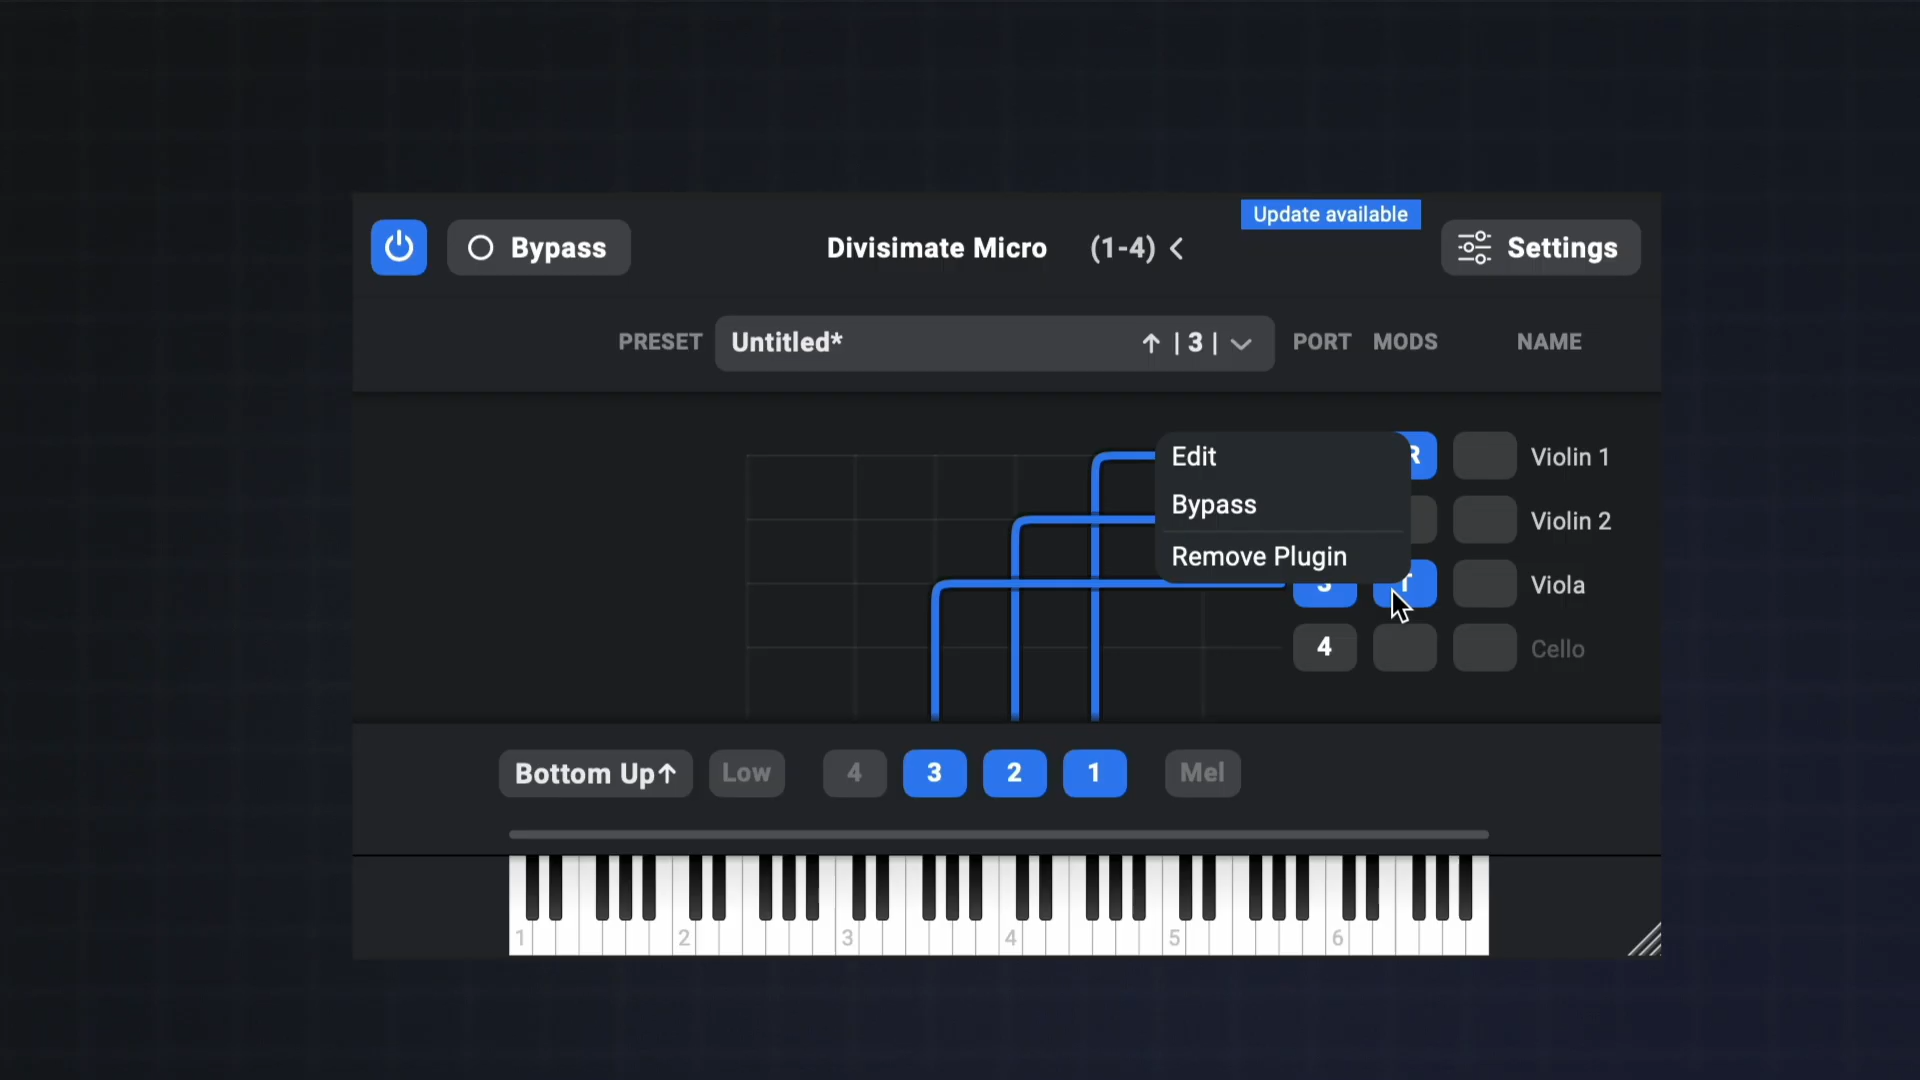 Update available
Bypass
Divisimate Micro (1-4) <
Settings
PRESET Untitled* ↑ | 3 | PORT MODS NAME
Edit
R
Violin 1
Bypass
Violin 2
Remove Plugin
3
T
Viola
4
Cello
Bottom Up↑ Low 4 3 2 1 Mel
1 2 3 4 5 6